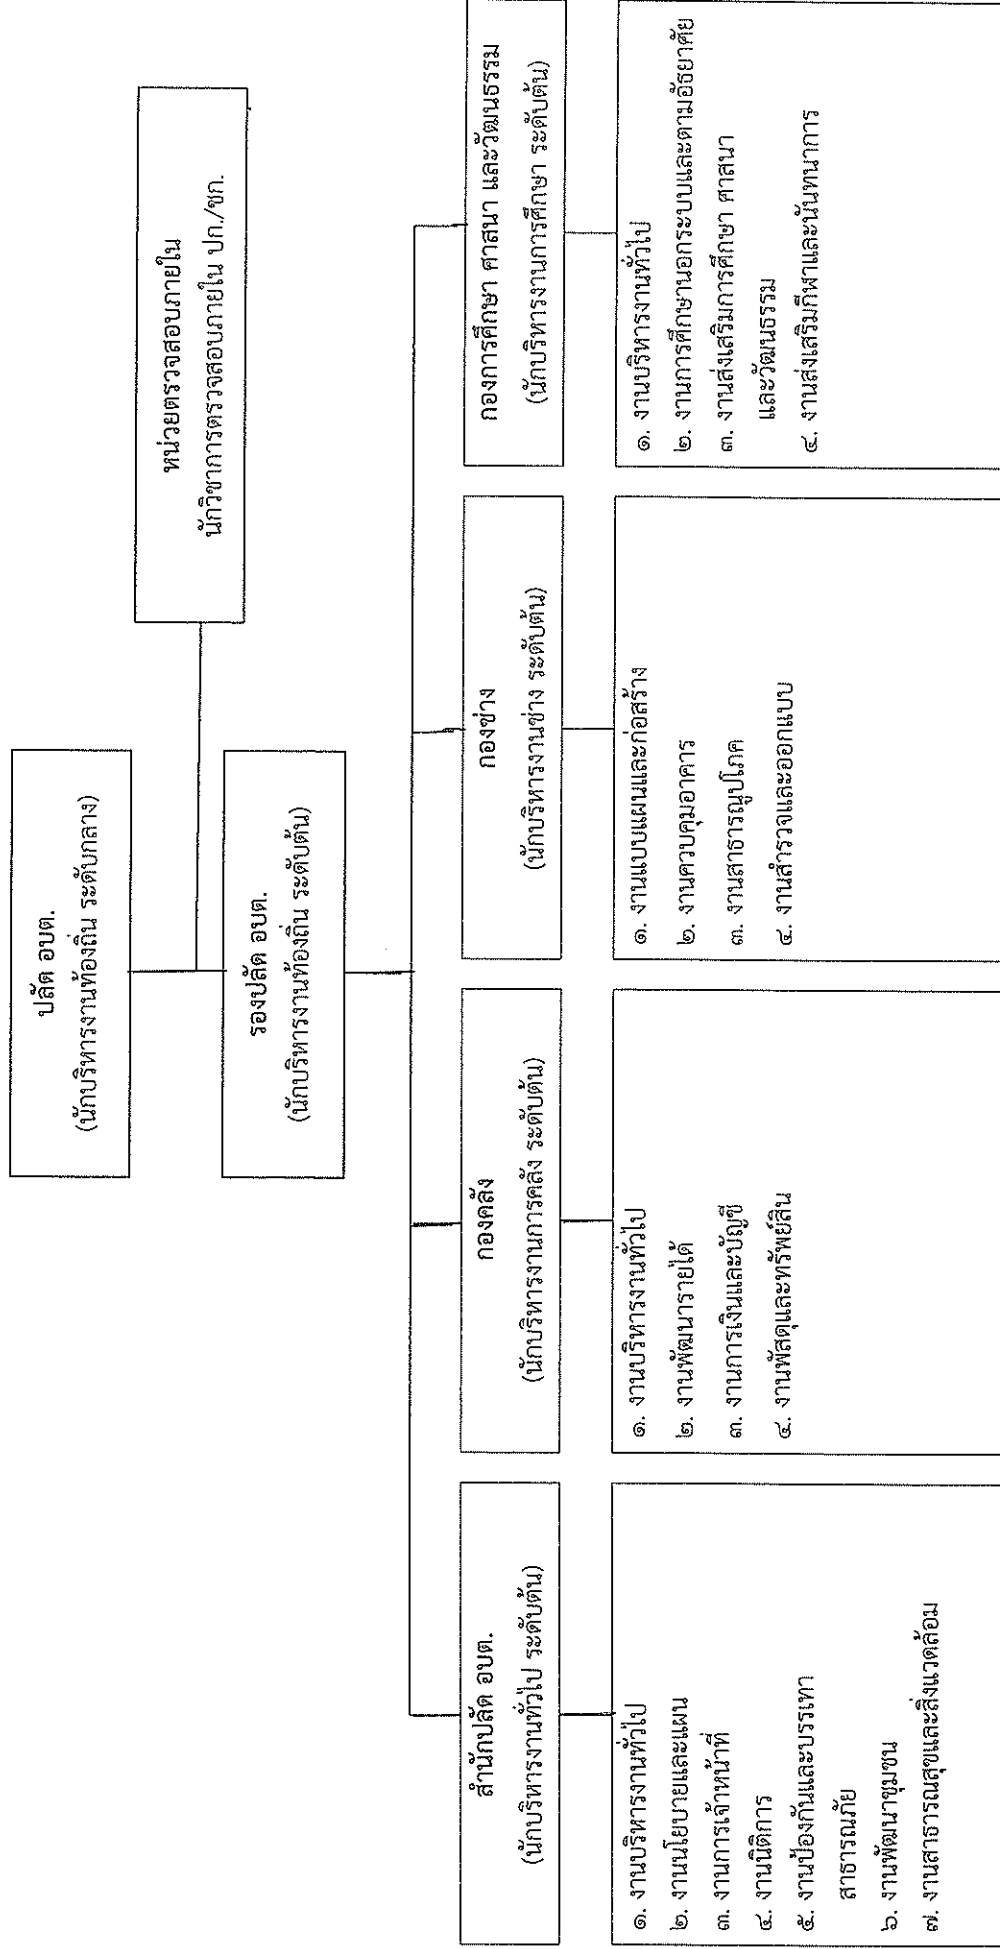 ปลัด อบต.
(นักบริหารงานท้องถิ่น ระดับกลาง)
หน่วยตรวจสอบภายใน
นักวิชาการตรวจสอบภายใน ปก./ชก.
รองปลัด อบต.
(นักบริหารงานท้องถิ่น ระดับต้น)
สำนักปลัด อบต.
(นักบริหารงานทั่วไป ระดับต้น)
๑. งานบริหารงานทั่วไป
๒. งานนโยบายและแผน
๓. งานการเจ้าหน้าที่
๔. งานนิติการ
๕. งานป้องกันและบรรเทา
สาธารณภัย
๖. งานพัฒนาชุมชน
๗. งานสาธารณสุขและสิ่งแวดล้อม
กองคลัง
(นักบริหารงานการคลัง ระดับต้น)
๑. งานบริหารงานทั่วไป
๒. งานพัฒนารายได้
๓. งานการเงินและบัญชี
๔. งานพัสดุและทรัพย์สิน
กองช่าง
(นักบริหารงานช่าง ระดับต้น)
๑. งานแบบแผนและก่อสร้าง
๒. งานควบคุมอาคาร
๓. งานสาธารณูปโภค
๔. งานสำรวจและออกแบบ
กองการศึกษา ศาสนา และวัฒนธรรม
(นักบริหารงานการศึกษา ระดับต้น)
๑. งานบริหารงานทั่วไป
๒. งานการศึกษานอกระบบและตามอัธยาศัย
๓. งานส่งเสริมการศึกษา ศาสนา
และวัฒนธรรม
๔. งานส่งเสริมกีฬาและนันทนาการ